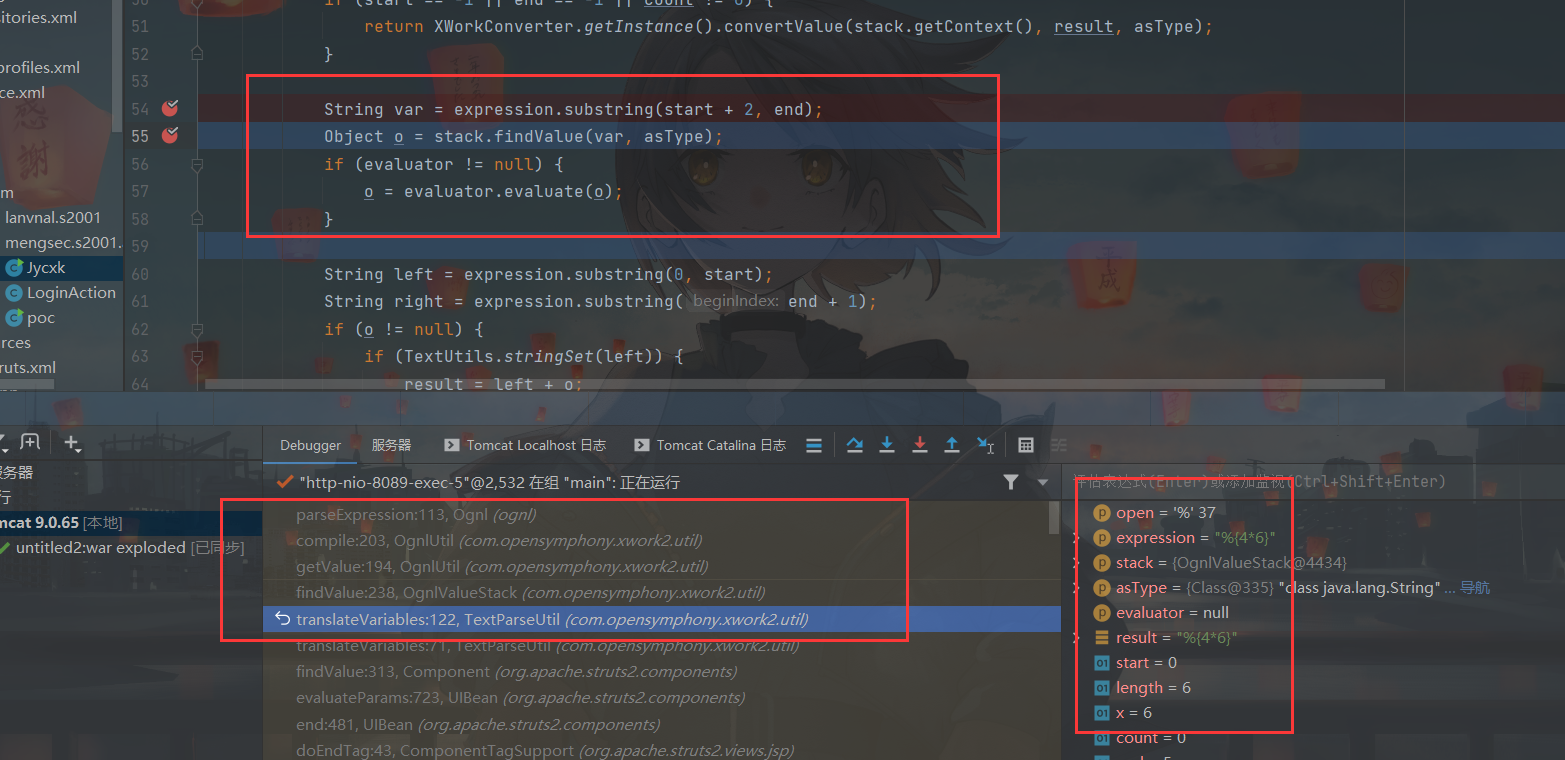 50 if (start == -1 || end == -1 || count != 0) {
51 return XWorkConverter.getInstance().convertValue(stack.getContext(), result, asType);
52 }
53
54 String var = expression.substring(start + 2, end);
55 Object o = stack.findValue(var, asType);
56 if (evaluator != null) {
57 o = evaluator.evaluate(o);
58 }
59
60 String left = expression.substring(0, start);
61 String right = expression.substring( beginIndex: end + 1);
62 if (o != null) {
63 if (TextUtils.stringSet(left)) {
64 result = left + o;
sitories.xml
profiles.xml
ce.xml
m
lanvnal.s2001
mengsec.s2001.
Jycxk
LoginAction
poc
rces
ruts.xml
感
謝
平
成
服务器
行
mcat 9.0.65 [本地]
untitled2:war exploded [已同步]
Debugger 服务器 Tomcat Localhost 日志 Tomcat Catalina 日志
"http-nio-8089-exec-5"@2,532 在组 "main": 正在运行
parseExpression:113, Ognl (ognl)
compile:203, OgnlUtil (com.opensymphony.xwork2.util)
getValue:194, OgnlUtil (com.opensymphony.xwork2.util)
findValue:238, OgnlValueStack (com.opensymphony.xwork2.util)
translateVariables:122, TextParseUtil (com.opensymphony.xwork2.util)
translateVariables:71, TextParseUtil (com.opensymphony.xwork2.util)
findValue:313, Component (org.apache.struts2.components)
evaluateParams:723, UIBean (org.apache.struts2.components)
end:481, UIBean (org.apache.struts2.components)
doEndTag:43, ComponentTagSupport (org.apache.struts2.views.jsp)
评估表达式(Enter)或添加监视(Ctrl+Shift+Enter)
open = '%' 37
expression = "%{4*6}"
stack = {OgnlValueStack@4434}
asType = {Class@335} "class java.lang.String" ... 导航
evaluator = null
result = "%{4*6}"
start = 0
length = 6
x = 6
count = 0